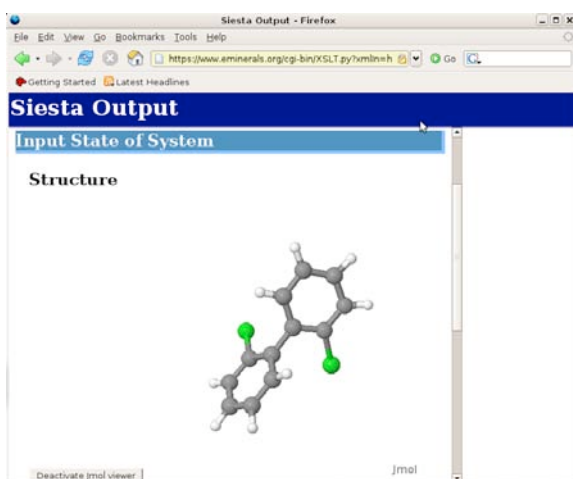 Siesta Output - Firefox
File Edit View Go Bookmarks Tools Help
https://www.eminerals.org/cgi-bin/XSLT.py?xmlin=h Go
Getting Started Latest Headlines
Siesta Output
Input State of System
Structure
Jmol
Deactivate Jmol viewer